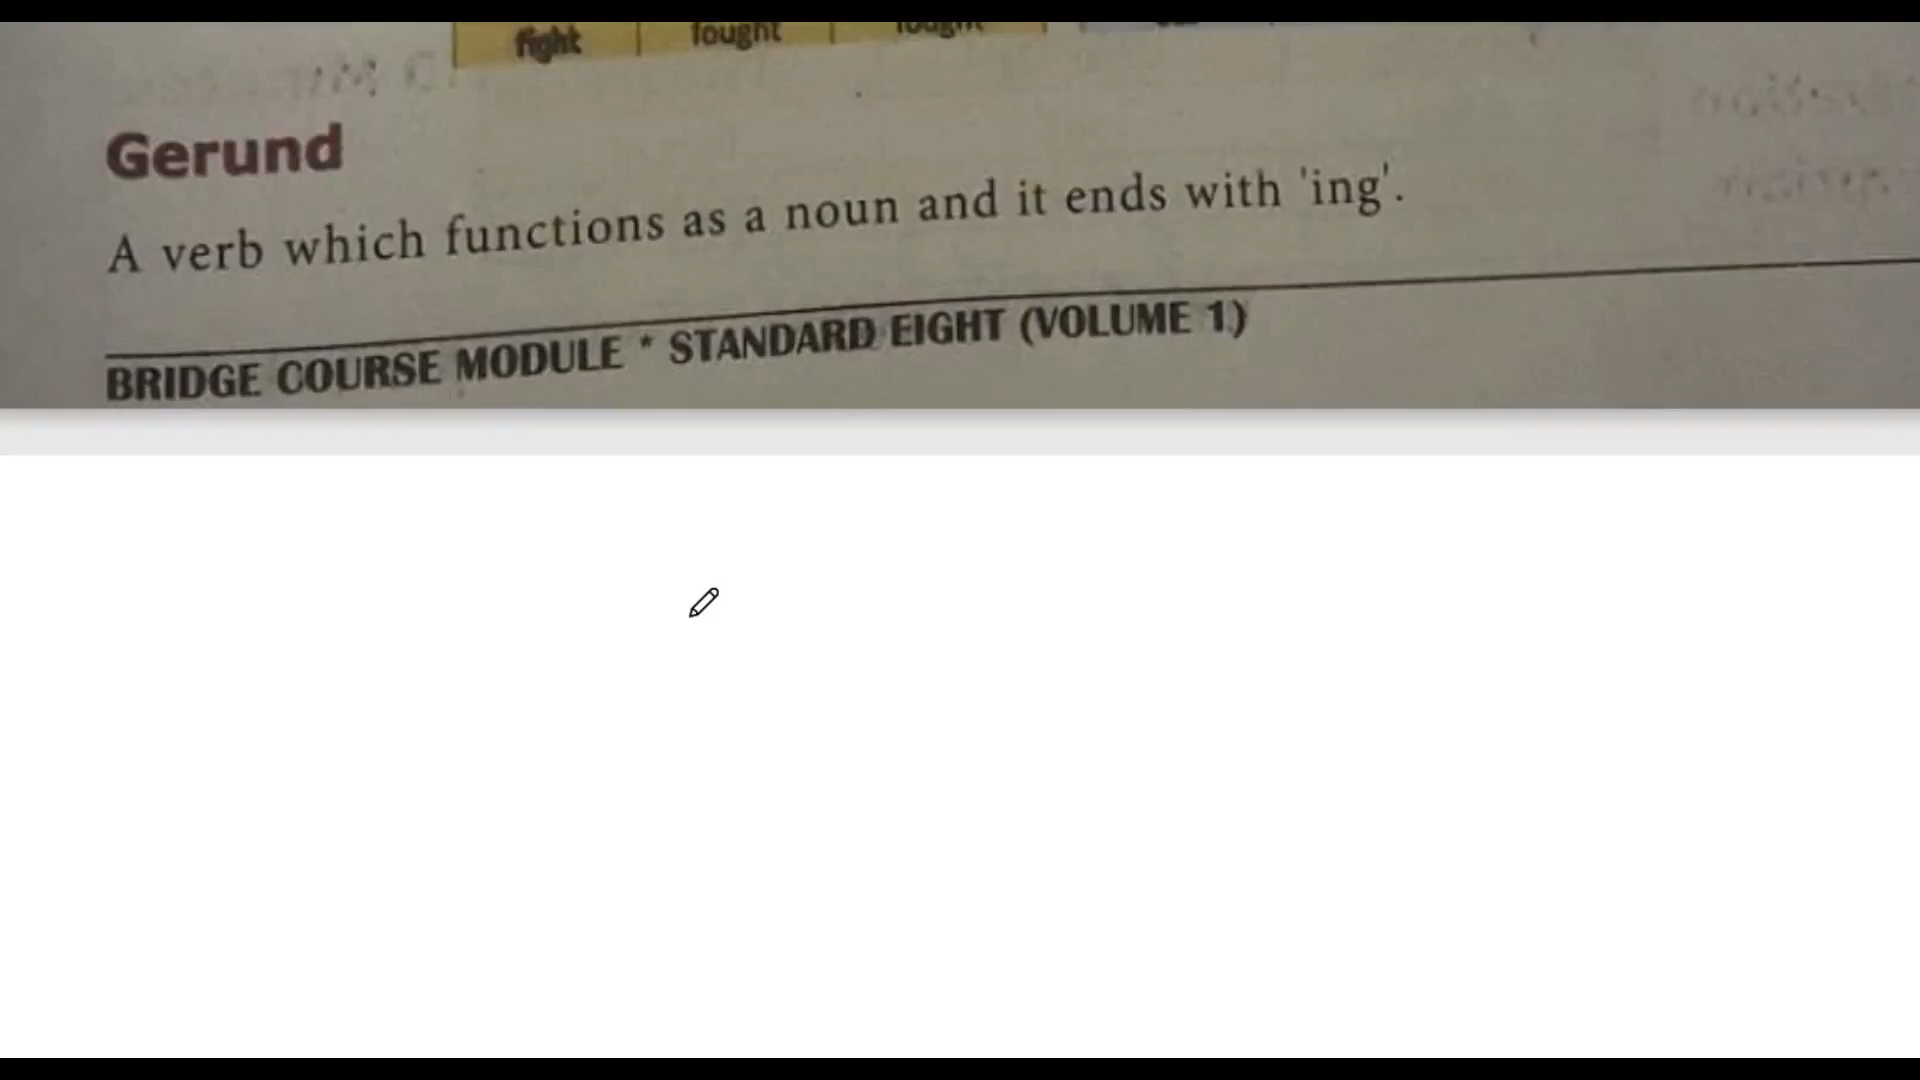 fight fought fought
Gerund
A verb which functions as a noun and it ends with 'ing'.
BRIDGE COURSE MODULE * STANDARD EIGHT (VOLUME 1)